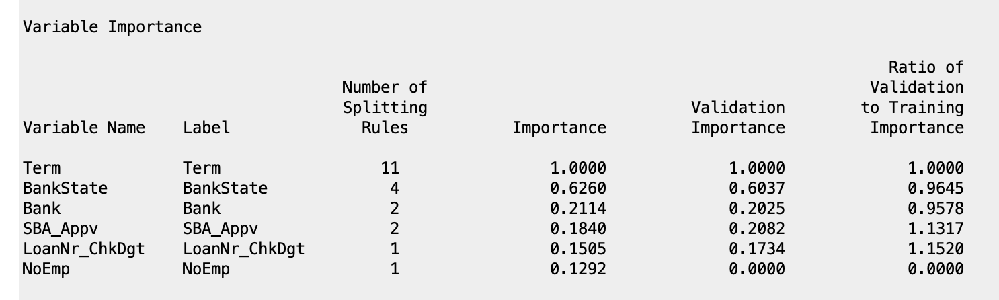 Variable Importance
Ratio of
Number of Validation
Splitting Validation to Training
Variable Name Label Rules Importance Importance Importance
Term Term 11 1.0000 1.0000 1.0000
BankState BankState 4 0.6260 0.6037 0.9645
Bank Bank 2 0.2114 0.2025 0.9578
SBA_Appv SBA_Appv 2 0.1840 0.2082 1.1317
LoanNr_ChkDgt LoanNr_ChkDgt 1 0.1505 0.1734 1.1520
NoEmp NoEmp 1 0.1292 0.0000 0.0000